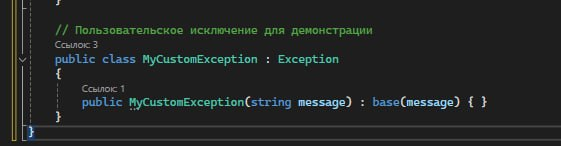 }
// Пользовательское исключение для демонстрации
Ссылок: 3
public class MyCustomException : Exception
{
Ссылок: 1
public MyCustomException(string message) : base(message) { }
}
}